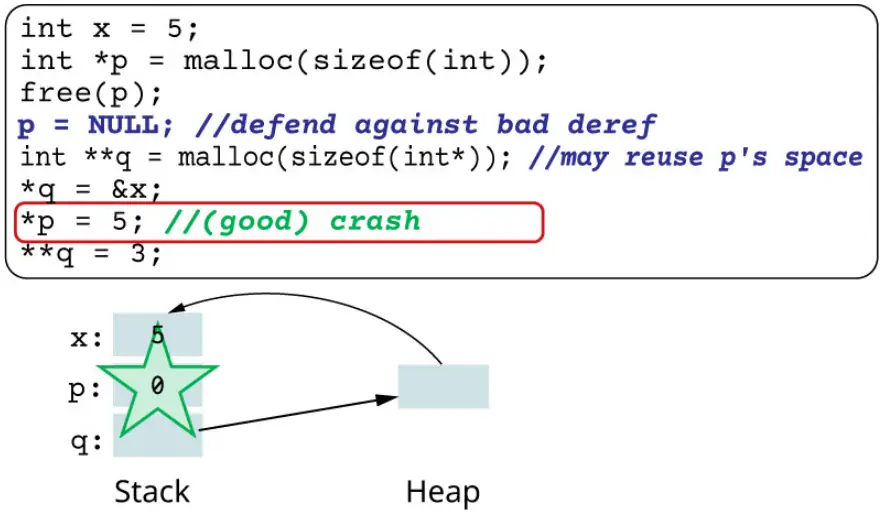 int x = 5;
int *p = malloc(sizeof(int));
free(p);
p = NULL; //defend against bad deref
int **q = malloc(sizeof(int*)); //may reuse p's space
*q = &x;
*p = 5; //(good) crash
**q = 3;
x: 5
p: 0
q:
Stack Heap